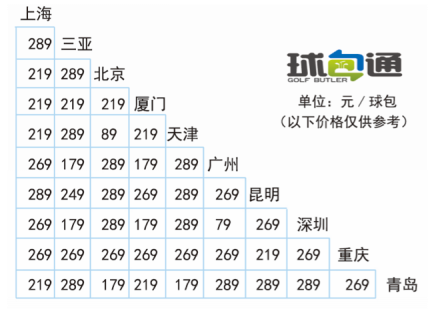 上海
289 三亚
219 289 北京
球包通
GOLF BUTLER
219 219 219 厦门
单位：元／球包
219 289 89 219 天津
（以下价格仅供参考）
269 179 289 179 289 广州
289 249 289 269 289 269 昆明
269 179 289 179 289 79 269 深圳
269 269 269 269 269 269 219 269 重庆
219 289 179 219 179 289 289 289 269 青岛